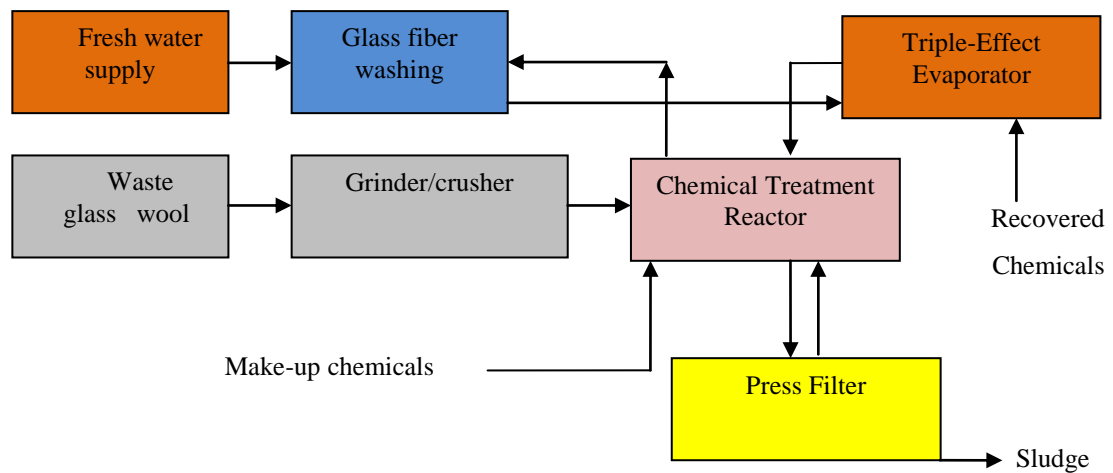 Fresh water
supply
Glass fiber
washing
Triple-Effect
Evaporator
Waste
glass wool
Grinder/crusher
Chemical Treatment
Reactor
Recovered
Chemicals
Make-up chemicals
Press Filter
Sludge